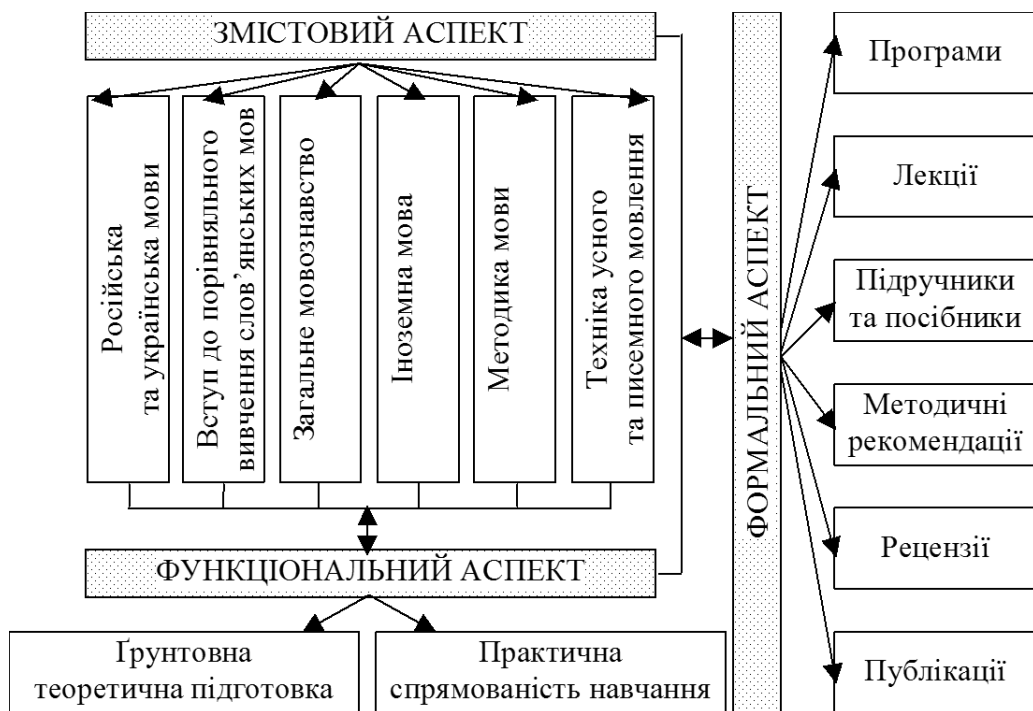 ЗМІСТОВИЙ АСПЕКТ
Російська
та українська мови
Вступ до порівняльного
вивчення слов’янських мов
Загальне мовознавство
Іноземна мова
Методика мови
Техніка усного
та писемного мовлення
ФУНКЦІОНАЛЬНИЙ АСПЕКТ
Ґрунтовна
теоретична підготовка
Практична
спрямованість навчання
ФОРМАЛЬНИЙ АСПЕКТ
Програми
Лекції
Підручники
та посібники
Методичні
рекомендації
Рецензії
Публікації